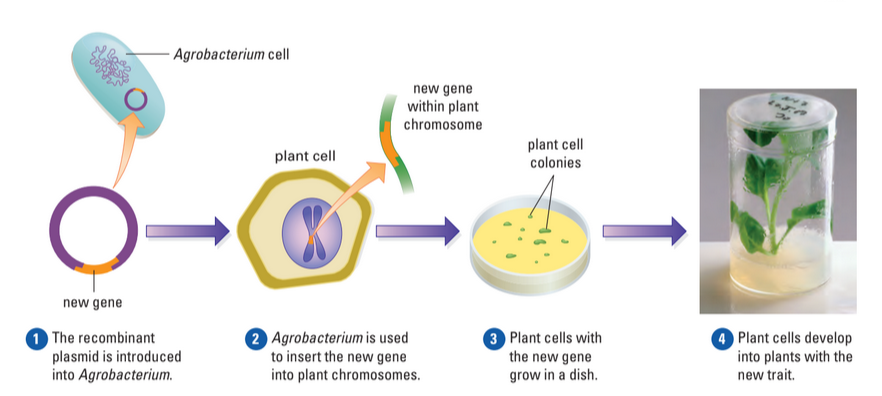 Agrobacterium cell
new gene
within plant
chromosome
plant cell
plant cell
colonies
new gene
1 The recombinant
plasmid is introduced
into Agrobacterium.
2 Agrobacterium is used
to insert the new gene
into plant chromosomes.
3 Plant cells with
the new gene
grow in a dish.
4 Plant cells develop
into plants with the
new trait.